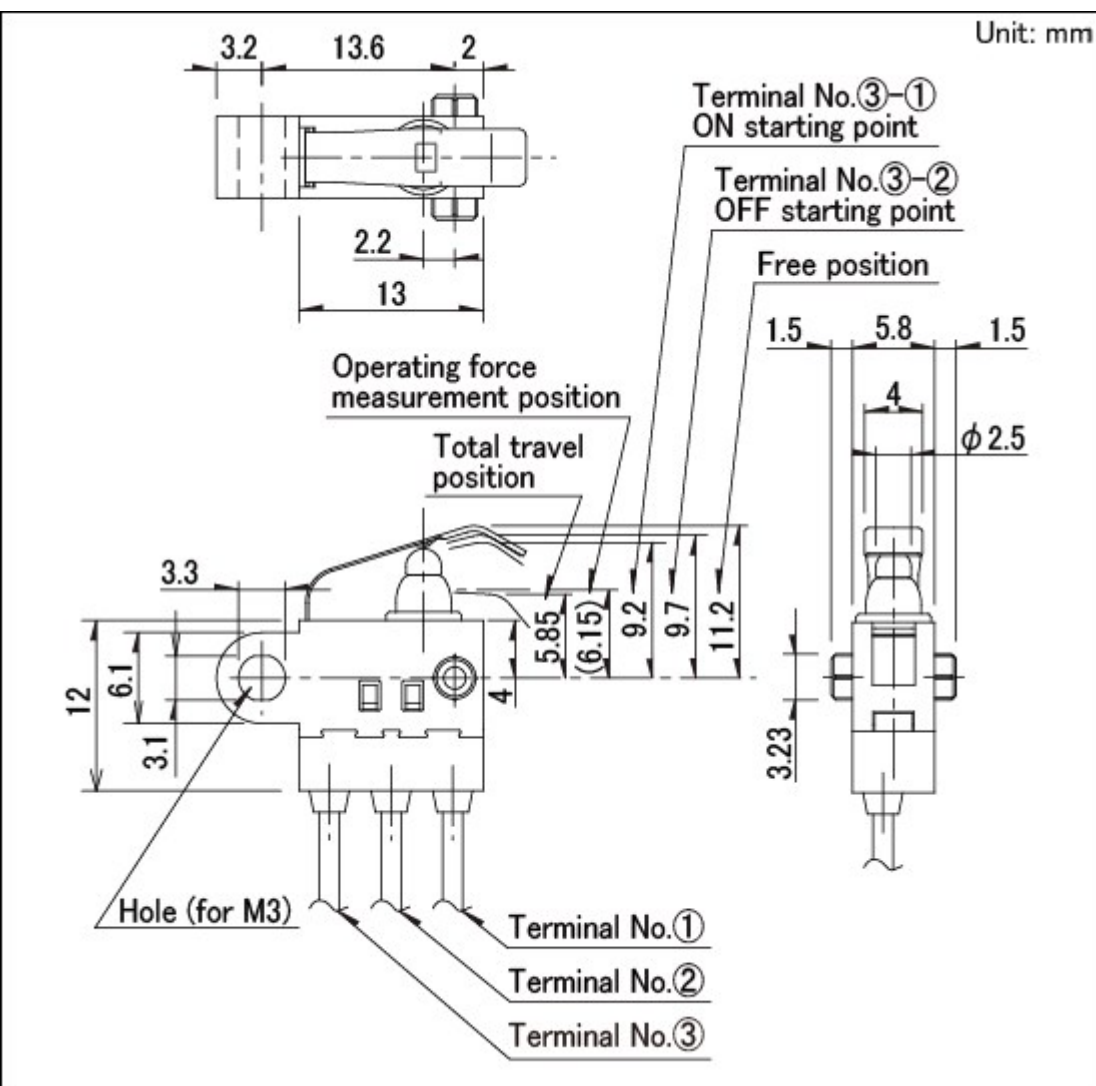 Unit: mm
3.2 13.6 2
Terminal No.③-①
ON starting point
Terminal No.③-②
OFF starting point
2.2
Free position
13
1.5 5.8 1.5
Operating force
measurement position
4
φ2.5
Total travel
position
3.3
12
6.1
3.1
4
5.85
(6.15)
9.2
9.7
11.2
3.23
Hole (for M3)
Terminal No.①
Terminal No.②
Terminal No.③